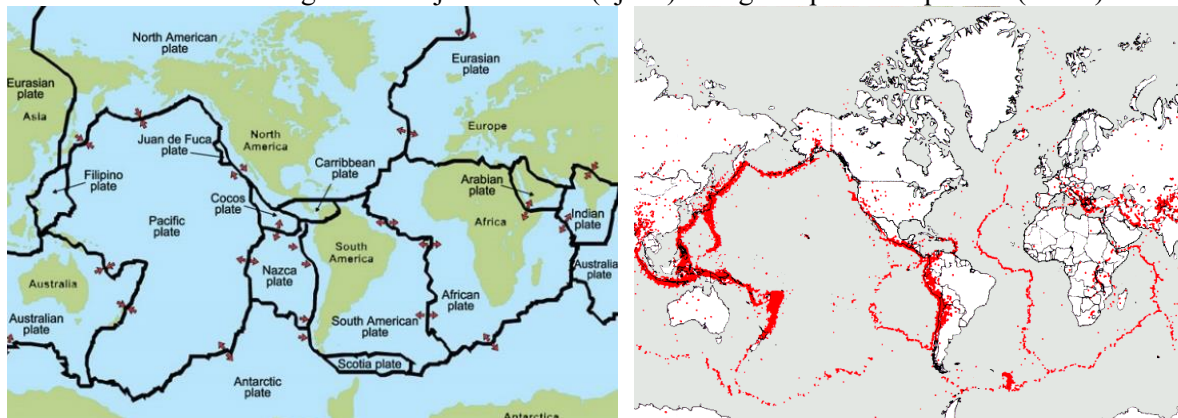 North American
plate
Eurasian
plate
Eurasian
plate
Asia
Europe
Juan de Fuca
plate
North
America
Carribbean
plate
Filipino
plate
Arabian
plate
Cocos
plate
Africa
Indian
plate
Pacific
plate
South
America
Nazca
plate
Australia
Australia
plate
African
plate
Australian
plate
South American
plate
Scotia plate
Antarctic
plate
Antarctica